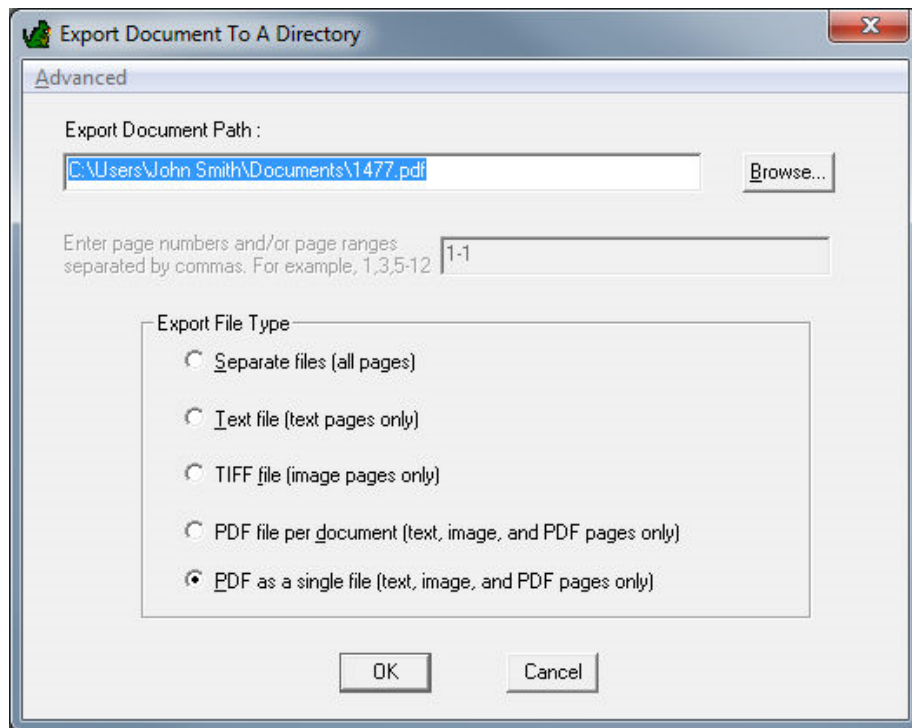 Export Document To A Directory
Advanced
Export Document Path :
C:\Users\John Smith\Documents\1477.pdf
Browse...
Enter page numbers and/or page ranges
separated by commas. For example, 1,3,5-12
1-1
Export File Type
Separate files (all pages)
Text file (text pages only)
TIFF file (image pages only)
PDF file per document (text, image, and PDF pages only)
PDF as a single file (text, image, and PDF pages only)
OK
Cancel